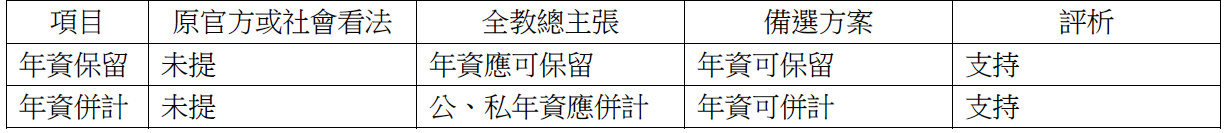 項目 原官方或社會看法 全教總主張 備選方案 評析
年資保留 未提 年資應可保留 年資可保留 支持
年資併計 未提 公、私年資應併計 年資可併計 支持